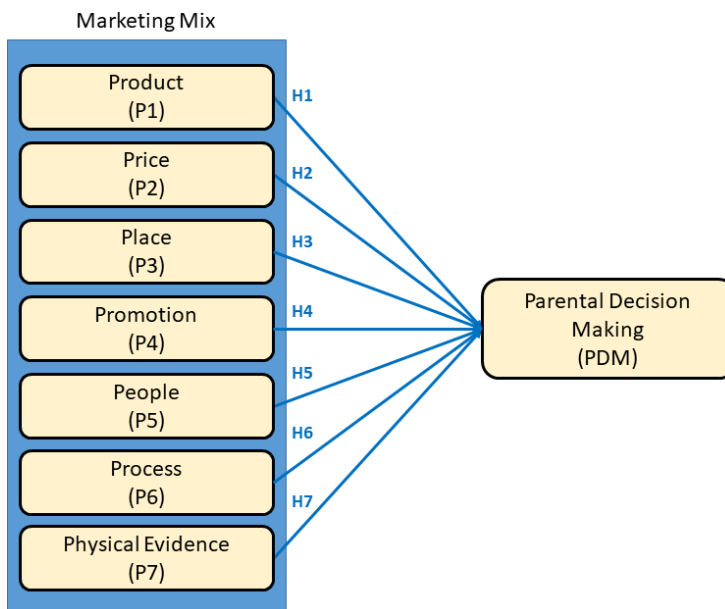 Marketing Mix
Product
(P1)
H1
Price
(P2)
H2
Place
(P3)
H3
Promotion
(P4)
H4
People
(P5)
H5
Process
(P6)
H6
Physical Evidence
(P7)
H7
Parental Decision
Making
(PDM)